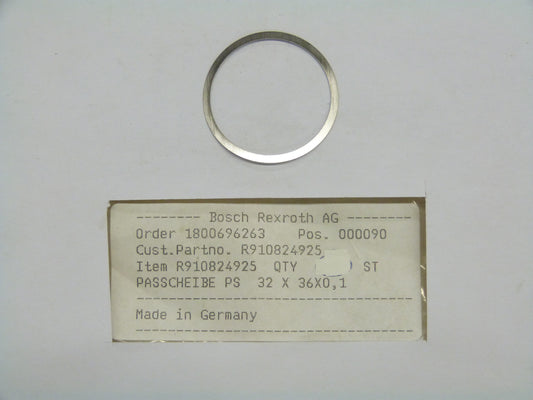 --------- Bosch Rexroth AG ---------
Order 1800696263 Pos. 000090
Cust.Partno. R910824925
Item R910824925 QTY ST
PASSCHEIBE PS 32 X 36X0,1
------------------------------------
Made in Germany
------------------------------------